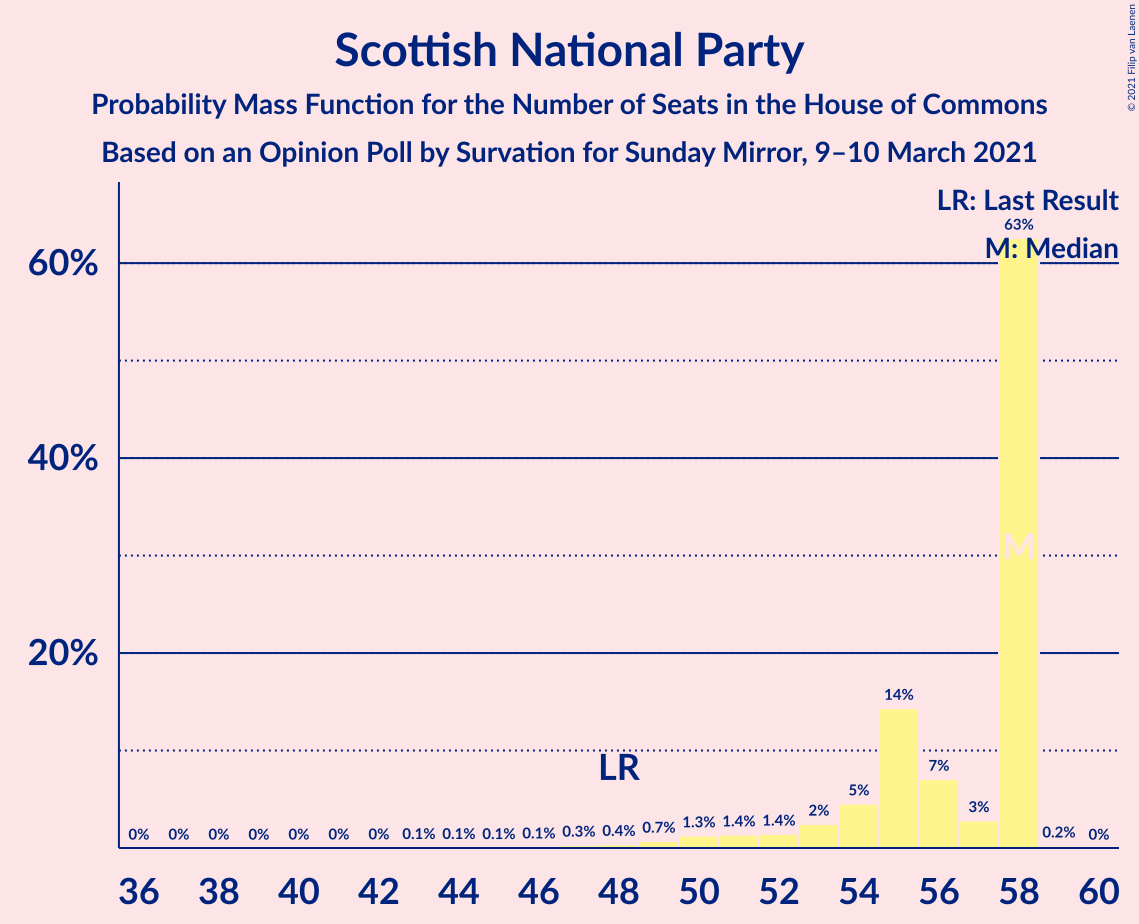 Scottish National Party
Probability Mass Function for the Number of Seats in the House of Commons
Based on an Opinion Poll by Survation for Sunday Mirror, 9–10 March 2021
© 2021 Filip van Laenen
LR: Last Result
63%
M: Median
60%
40%
M
20%
14%
LR
7%
5%
3%
2%
0% 0% 0% 0% 0% 0% 0% 0.1% 0.1% 0.1% 0.1% 0.3% 0.4% 0.7% 1.3% 1.4% 1.4% 0.2% 0%
36 38 40 42 44 46 48 50 52 54 56 58 60